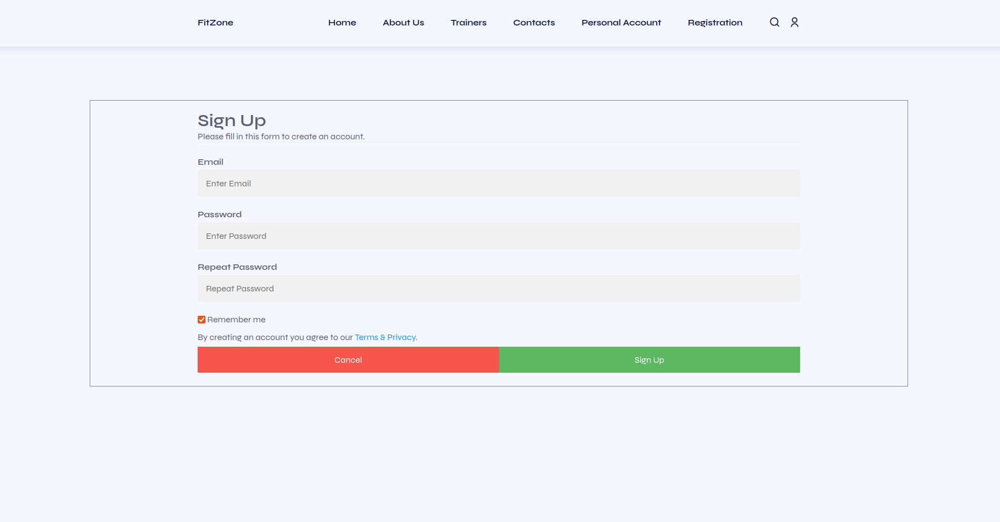 FitZone Home About Us Trainers Contacts Personal Account Registration
Sign Up
Please fill in this form to create an account.
Email
Enter Email
Password
Enter Password
Repeat Password
Repeat Password
Remember me
By creating an account you agree to our Terms & Privacy.
Cancel Sign Up